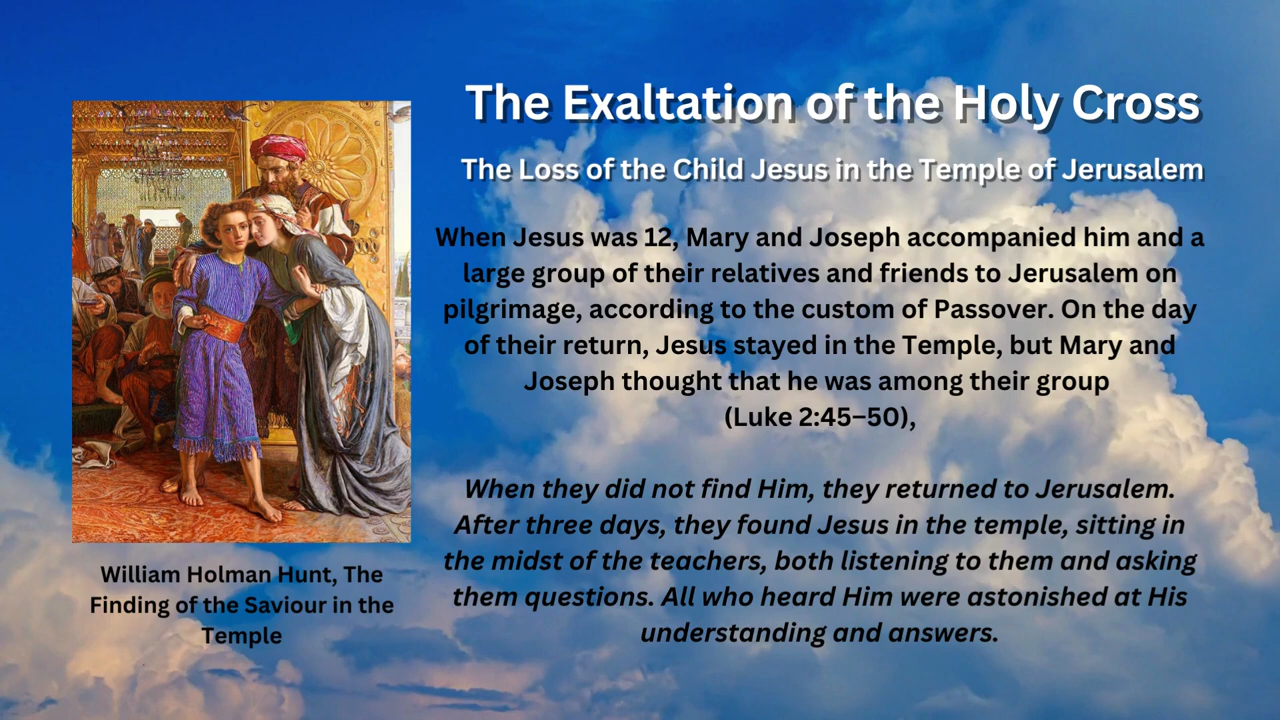 The Exaltation of the Holy Cross
The Loss of the Child Jesus in the Temple of Jerusalem
When Jesus was 12, Mary and Joseph accompanied him and a
large group of their relatives and friends to Jerusalem on
pilgrimage, according to the custom of Passover. On the day
of their return, Jesus stayed in the Temple, but Mary and
Joseph thought that he was among their group
(Luke 2:45–50),
When they did not find Him, they returned to Jerusalem.
After three days, they found Jesus in the temple, sitting in
the midst of the teachers, both listening to them and asking
them questions. All who heard Him were astonished at His
understanding and answers.
William Holman Hunt, The
Finding of the Saviour in the
Temple